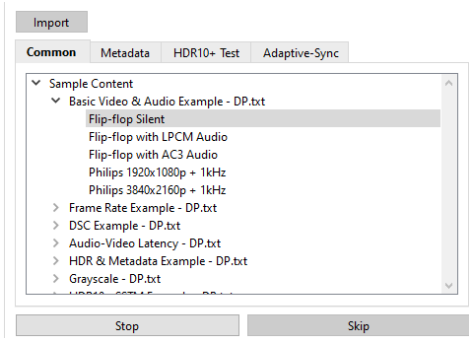 Import
Common Metadata HDR10+ Test Adaptive-Sync
Sample Content
Basic Video & Audio Example - DP.txt
Flip-flop Silent
Flip-flop with LPCM Audio
Flip-flop with AC3 Audio
Philips 1920x1080p + 1kHz
Philips 3840x2160p + 1kHz
Frame Rate Example - DP.txt
DSC Example - DP.txt
Audio-Video Latency - DP.txt
HDR & Metadata Example - DP.txt
Grayscale - DP.txt
Stop Skip